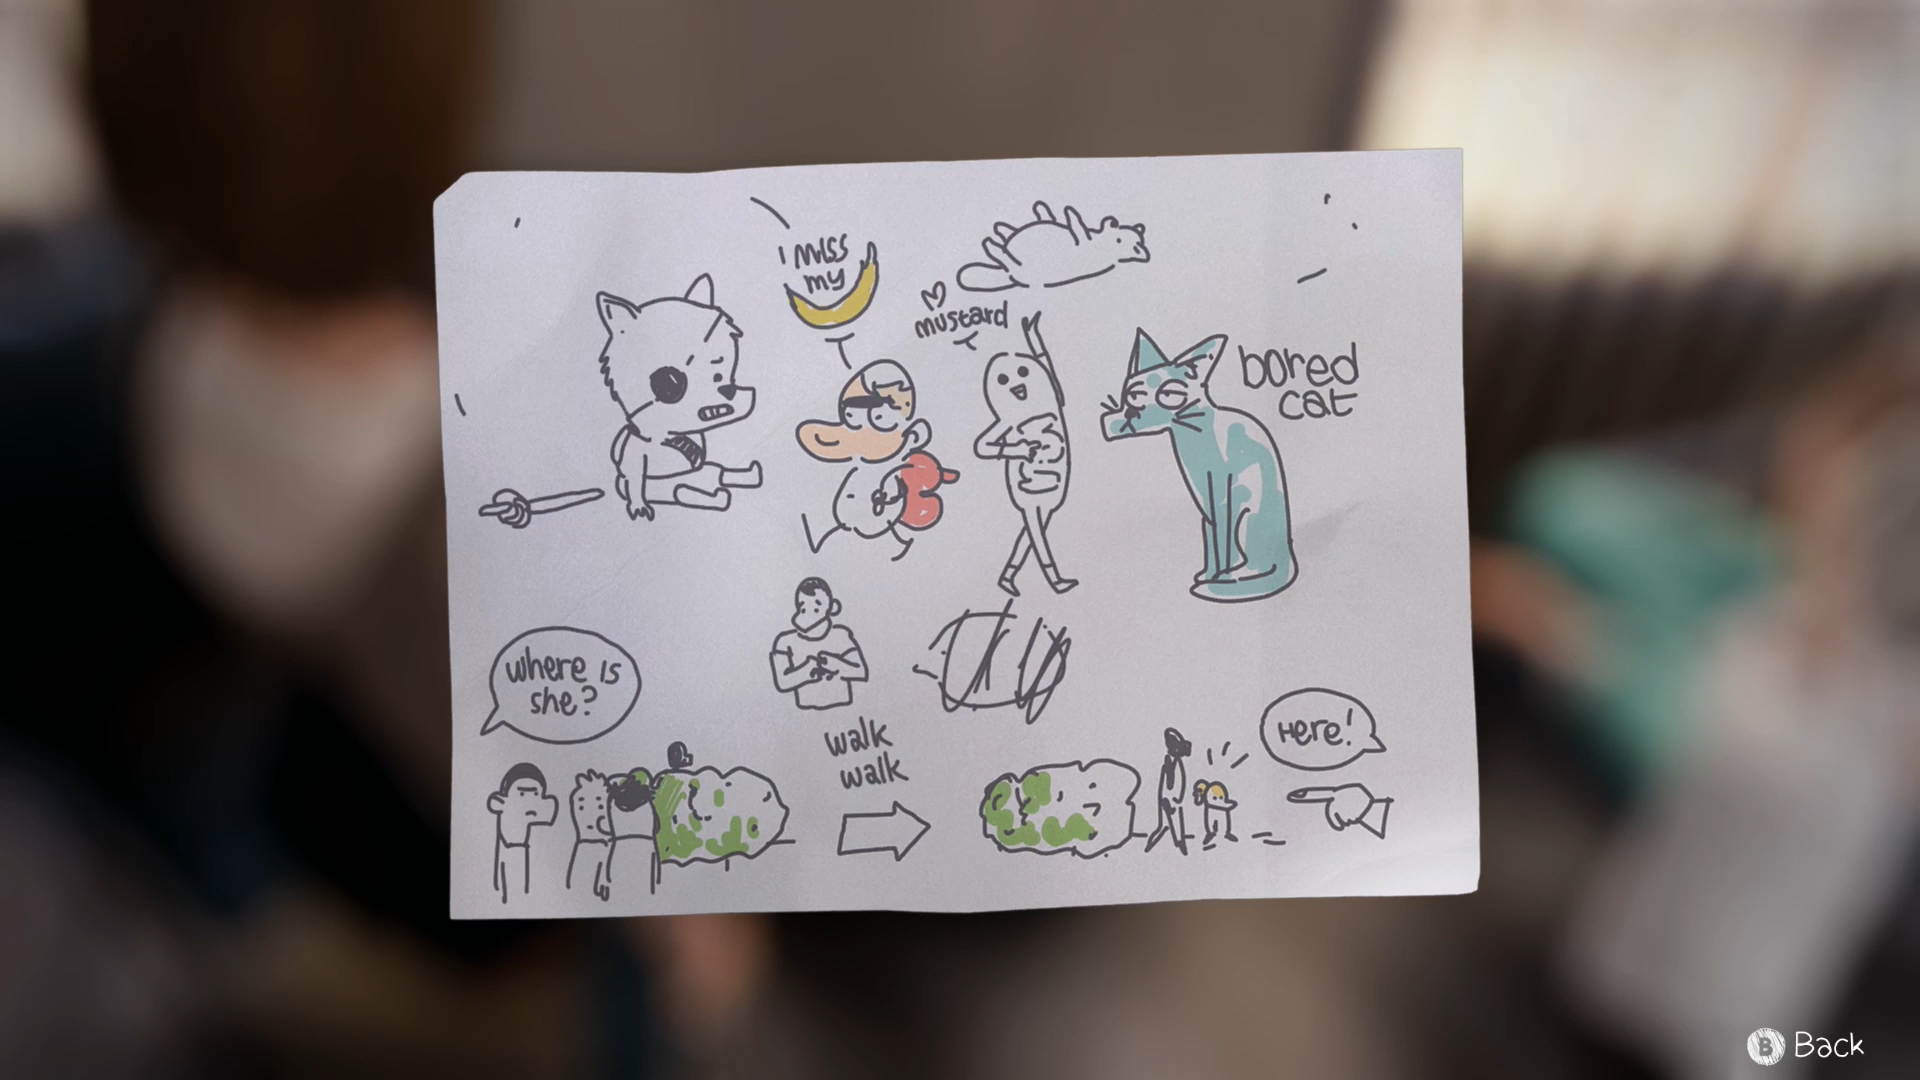 I MISS
my
mustard
bored
cat
where is
she?
walk
walk
Here!
B Back